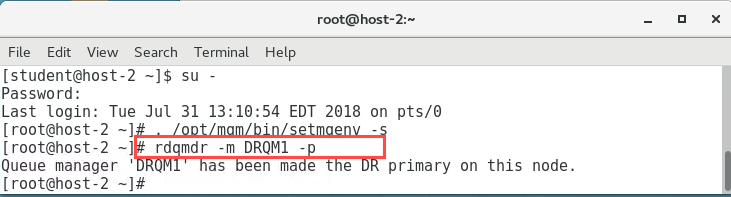 root@host-2:~
File Edit View Search Terminal Help
[student@host-2 ~]$ su -
Password:
Last login: Tue Jul 31 13:10:54 EDT 2018 on pts/0
[root@host-2 ~]# . /opt/mqm/bin/setmqenv -s
[root@host-2 ~]# rdqmdr -m DRQM1 -p
Queue manager 'DRQM1' has been made the DR primary on this node.
[root@host-2 ~]#